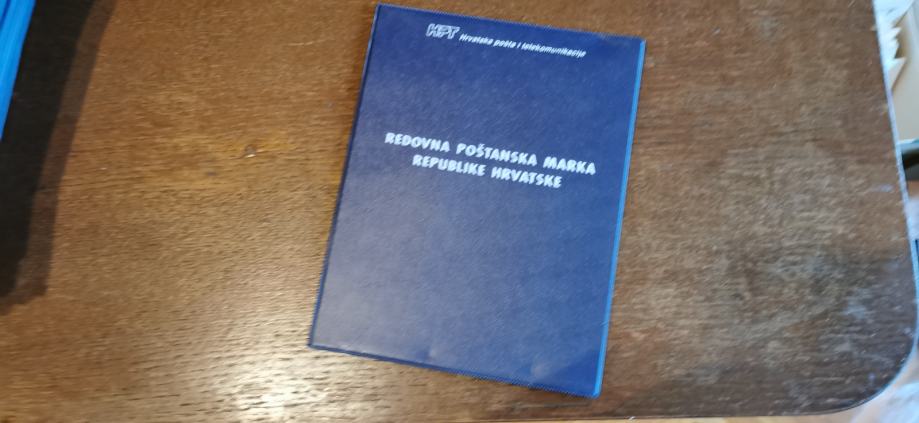 HPT Hrvatska pošta i telekomunikacije
REDOVNA POŠTANSKA MARKA
REPUBLIKE HRVATSKE